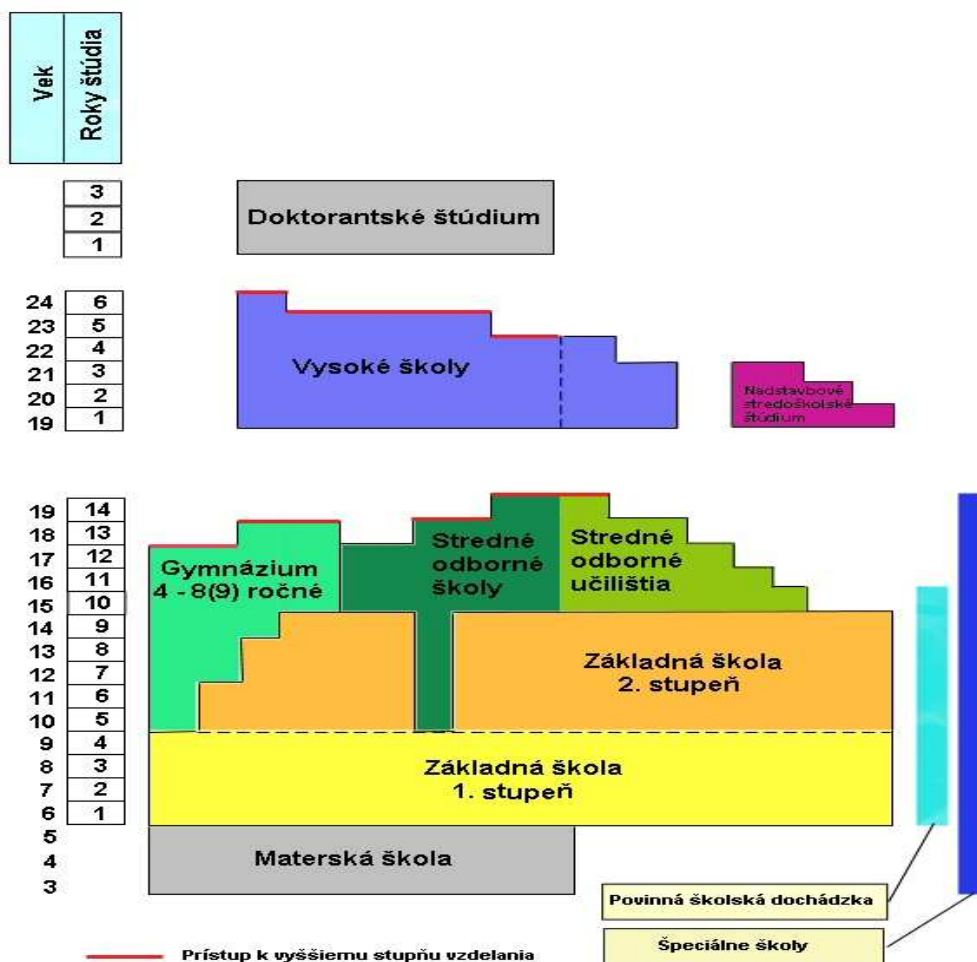 Vek
Roky štúdia
3
2
1
Doktorantské štúdium
24 6
23 5
22 4
21 3
20 2
19 1
Vysoké školy
Nadstavbové
stredoškolské
štúdium
19 14
18 13
17 12
16 11
15 10
14 9
13 8
12 7
11 6
10 5
9 4
8 3
7 2
6 1
5
4
3
Gymnázium
4 - 8(9) ročné
Stredné
odborné
školy
Stredné
odborné
učilištia
Základná škola
2. stupeň
Základná škola
1. stupeň
Materská škola
Povinná školská dochádzka
Špeciálne školy
Prístup k vyššiemu stupňu vzdelania